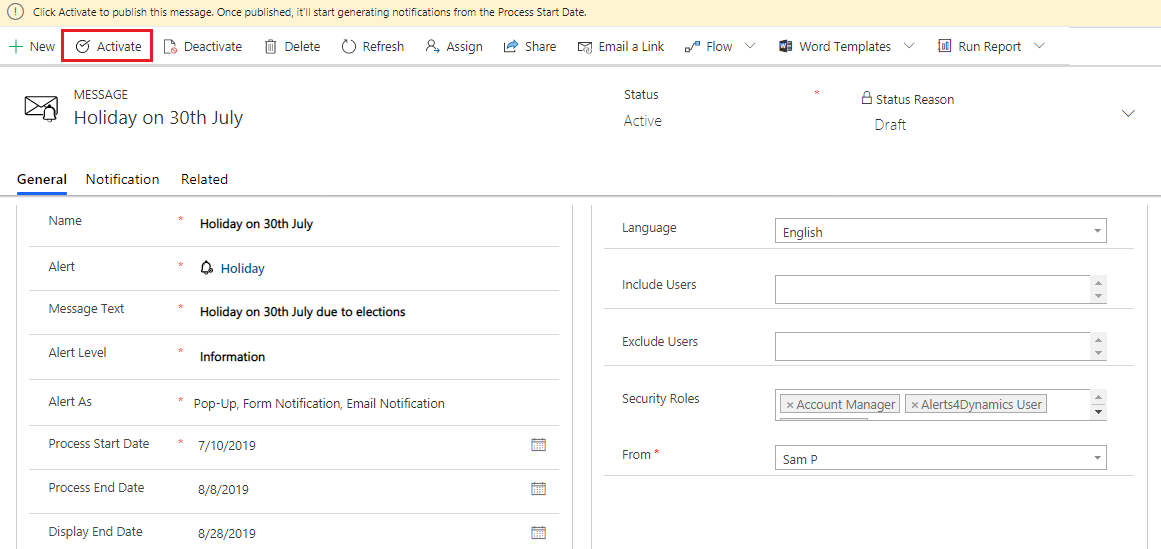 Click Activate to publish this message. Once published, it'll start generating notifications from the Process Start Date.
New Activate Deactivate Delete Refresh Assign Share Email a Link Flow Word Templates Run Report
MESSAGE
Holiday on 30th July
Status * Status Reason
Active Draft
General Notification Related
Name * Holiday on 30th July
Alert * Holiday
Message Text * Holiday on 30th July due to elections
Alert Level * Information
Alert As * Pop-Up, Form Notification, Email Notification
Process Start Date * 7/10/2019
Process End Date 8/8/2019
Display End Date 8/28/2019
Language English
Include Users
Exclude Users
Security Roles × Account Manager × Alerts4Dynamics User
From * Sam P